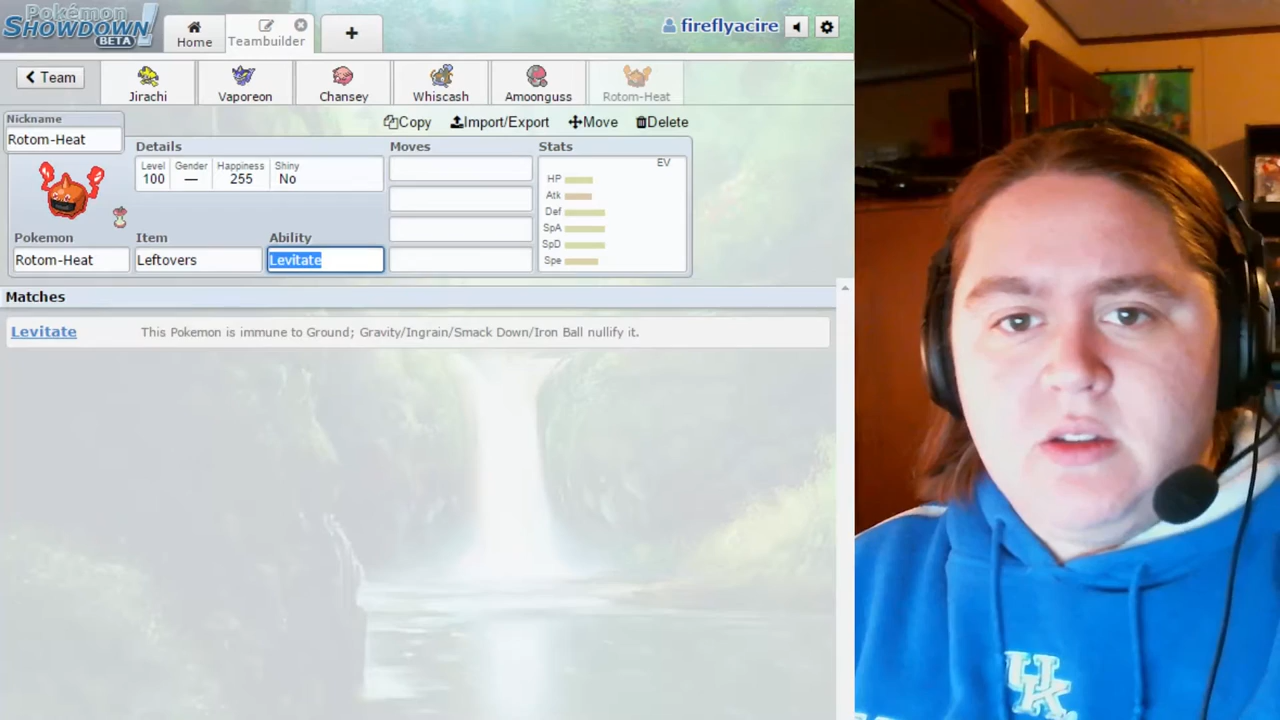 Pokémon
SHOWDOWN!
BETA
Home
Teambuilder
+
fireflyacire
Team
Jirachi
Vaporeon
Chansey
Whiscash
Amoonguss
Rotom-Heat
Copy
Import/Export
Move
Delete
Nickname
Rotom-Heat
Details
Level Gender Happiness Shiny
100 — 255 No
Moves
Stats
EV
HP
Atk
Def
SpA
SpD
Spe
Pokemon Item Ability
Rotom-Heat Leftovers Levitate
Matches
Levitate This Pokemon is immune to Ground; Gravity/Ingrain/Smack Down/Iron Ball nullify it.
UK